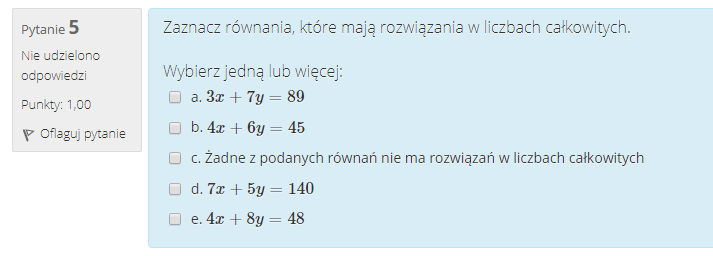 Pytanie 5
Nie udzielono
odpowiedzi
Punkty: 1,00
Oflaguj pytanie
Zaznacz równania, które mają rozwiązania w liczbach całkowitych.
Wybierz jedną lub więcej:
a. 3x + 7y = 89
b. 4x + 6y = 45
c. Żadne z podanych równań nie ma rozwiązań w liczbach całkowitych
d. 7x + 5y = 140
e. 4x + 8y = 48